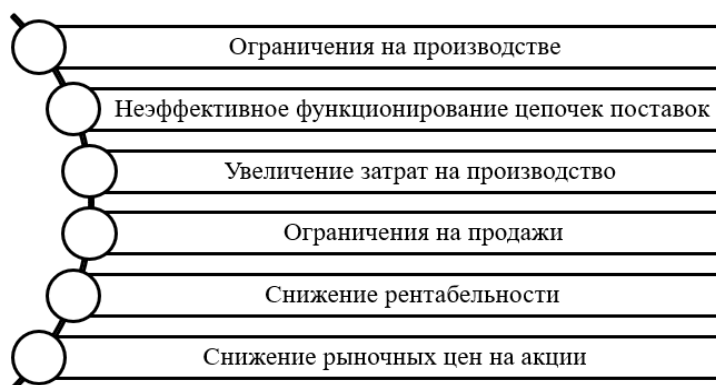 Ограничения на производстве
Неэффективное функционирование цепочек поставок
Увеличение затрат на производство
Ограничения на продажи
Снижение рентабельности
Снижение рыночных цен на акции